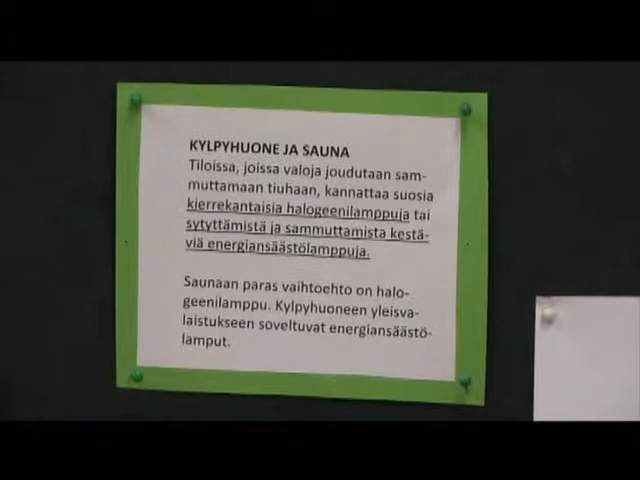 KYLPYHUONE JA SAUNA
Tiloissa, joissa valoja joudutaan sam-
muttamaan tiuhaan, kannattaa suosia
kierrekantaisia halogeenilamppuja tai
sytyttämistä ja sammuttamista kestä-
viä energiansäästölamppuja.
Saunaan paras vaihtoehto on halo-
geenilamppu. Kylpyhuoneen yleisva-
laistukseen soveltuvat energiansäästö-
lamput.